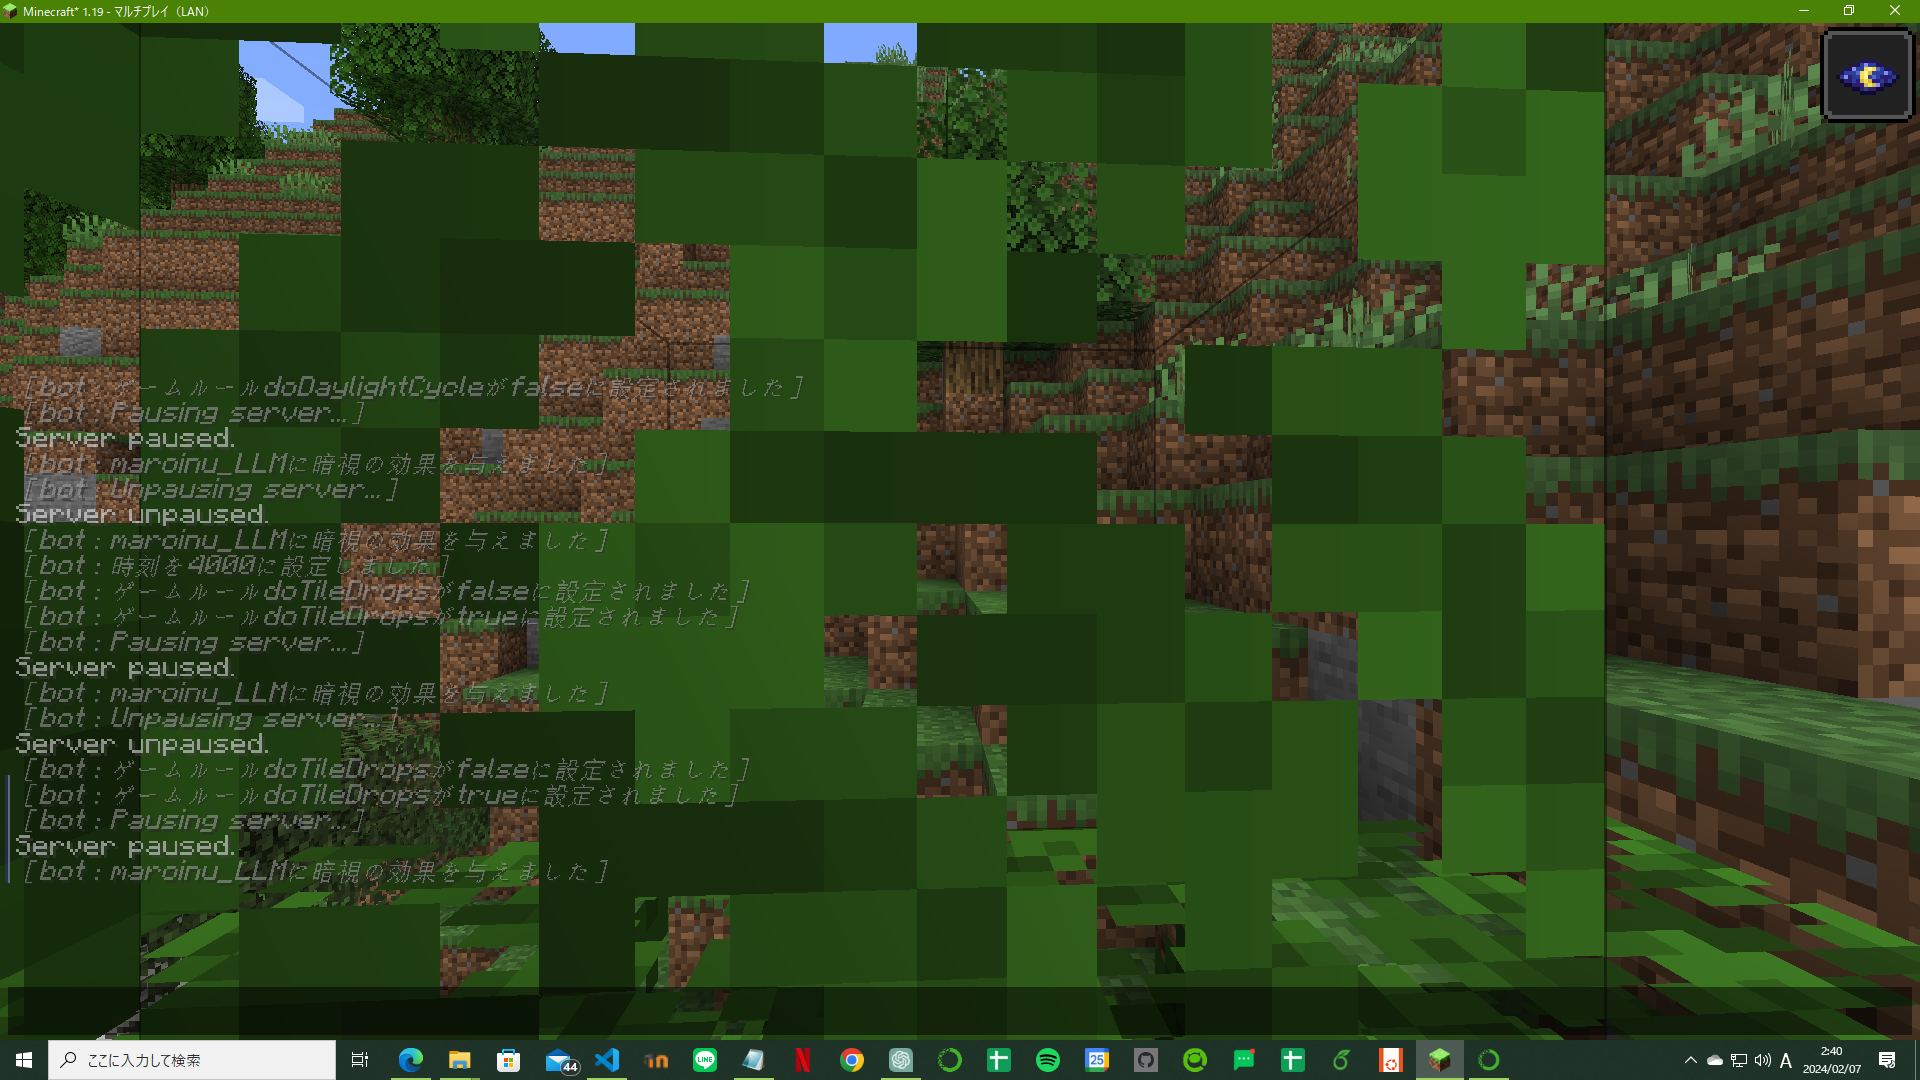 Minecraft* 1.19 - マルチプレイ（LAN）
[bot: ゲームルールdoDaylightCycleがfalseに設定されました]
[bot: Pausing server...]
Server paused.
[bot: maroinu_LLMに暗視の効果を与えました]
[bot: Unpausing server...]
Server unpaused.
[bot: maroinu_LLMに暗視の効果を与えました]
[bot: 時刻を4000に設定しました]
[bot: ゲームルールdoTileDropsがfalseに設定されました]
[bot: ゲームルールdoTileDropsがtrueに設定されました]
[bot: Pausing server...]
Server paused.
[bot: maroinu_LLMに暗視の効果を与えました]
[bot: Unpausing server...]
Server unpaused.
[bot: ゲームルールdoTileDropsがfalseに設定されました]
[bot: ゲームルールdoTileDropsがtrueに設定されました]
[bot: Pausing server...]
Server paused.
[bot: maroinu_LLMに暗視の効果を与えました]
ここに入力して検索
44
LINE
N
25
A
2:40
2024/02/07